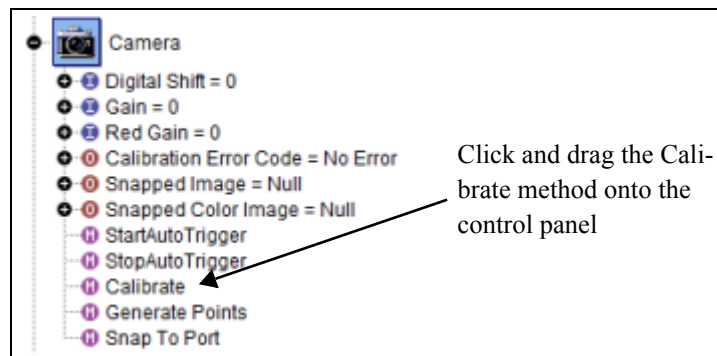 Camera
Digital Shift = 0
Gain = 0
Red Gain = 0
Calibration Error Code = No Error
Snapped Image = Null
Snapped Color Image = Null
StartAutoTrigger
StopAutoTrigger
Calibrate
Generate Points
Snap To Port
Click and drag the Cali-
brate method onto the
control panel